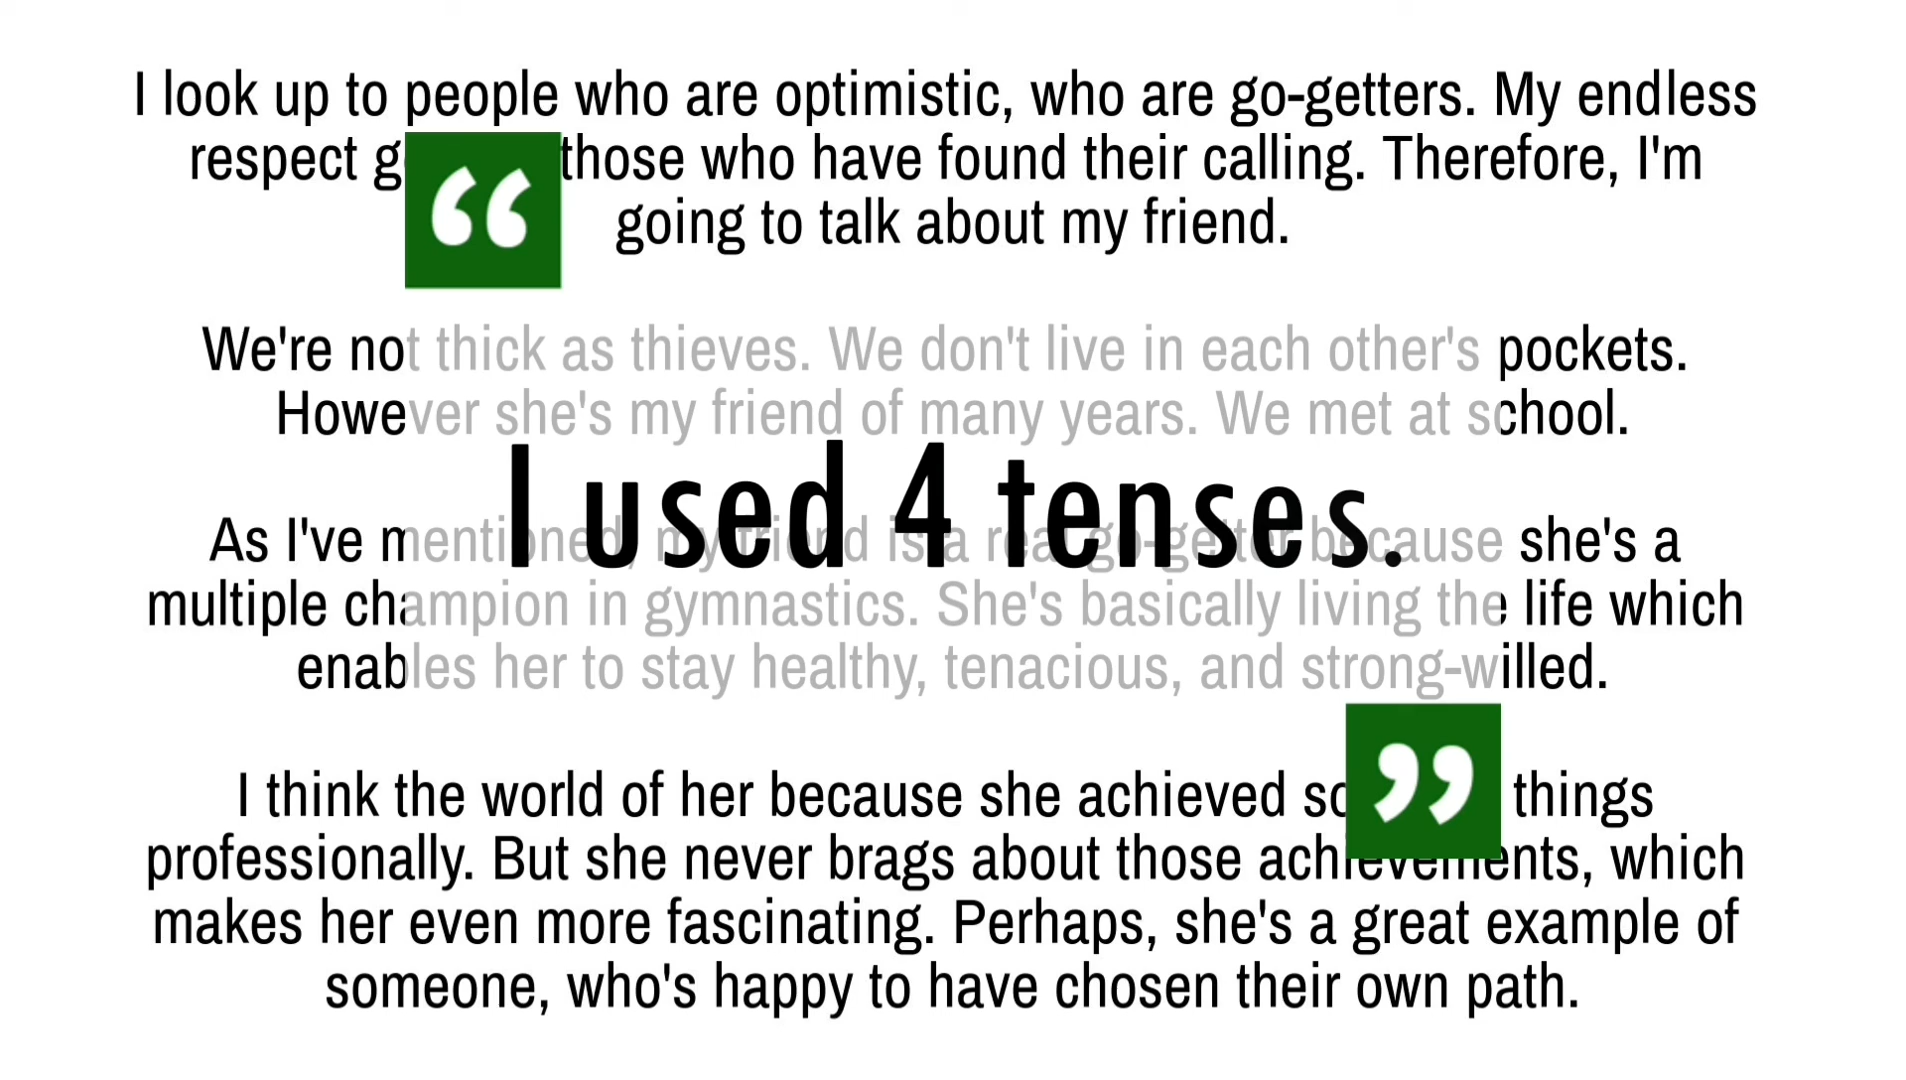 I look up to people who are optimistic, who are go-getters. My endless
respect those who have found their calling. Therefore, I'm
“
going to talk about my friend.
We're not thick as thieves. We don't live in each other's pockets.
However she's my friend of many years. We met at school.
I used 4 tenses.
As I've mentioned, my friend is a real go-getter because she's a
multiple champion in gymnastics. She's basically living the life which
enables her to stay healthy, tenacious, and strong-willed.
”
I think the world of her because she achieved things
professionally. But she never brags about those achievements, which
makes her even more fascinating. Perhaps, she's a great example of
someone, who's happy to have chosen their own path.